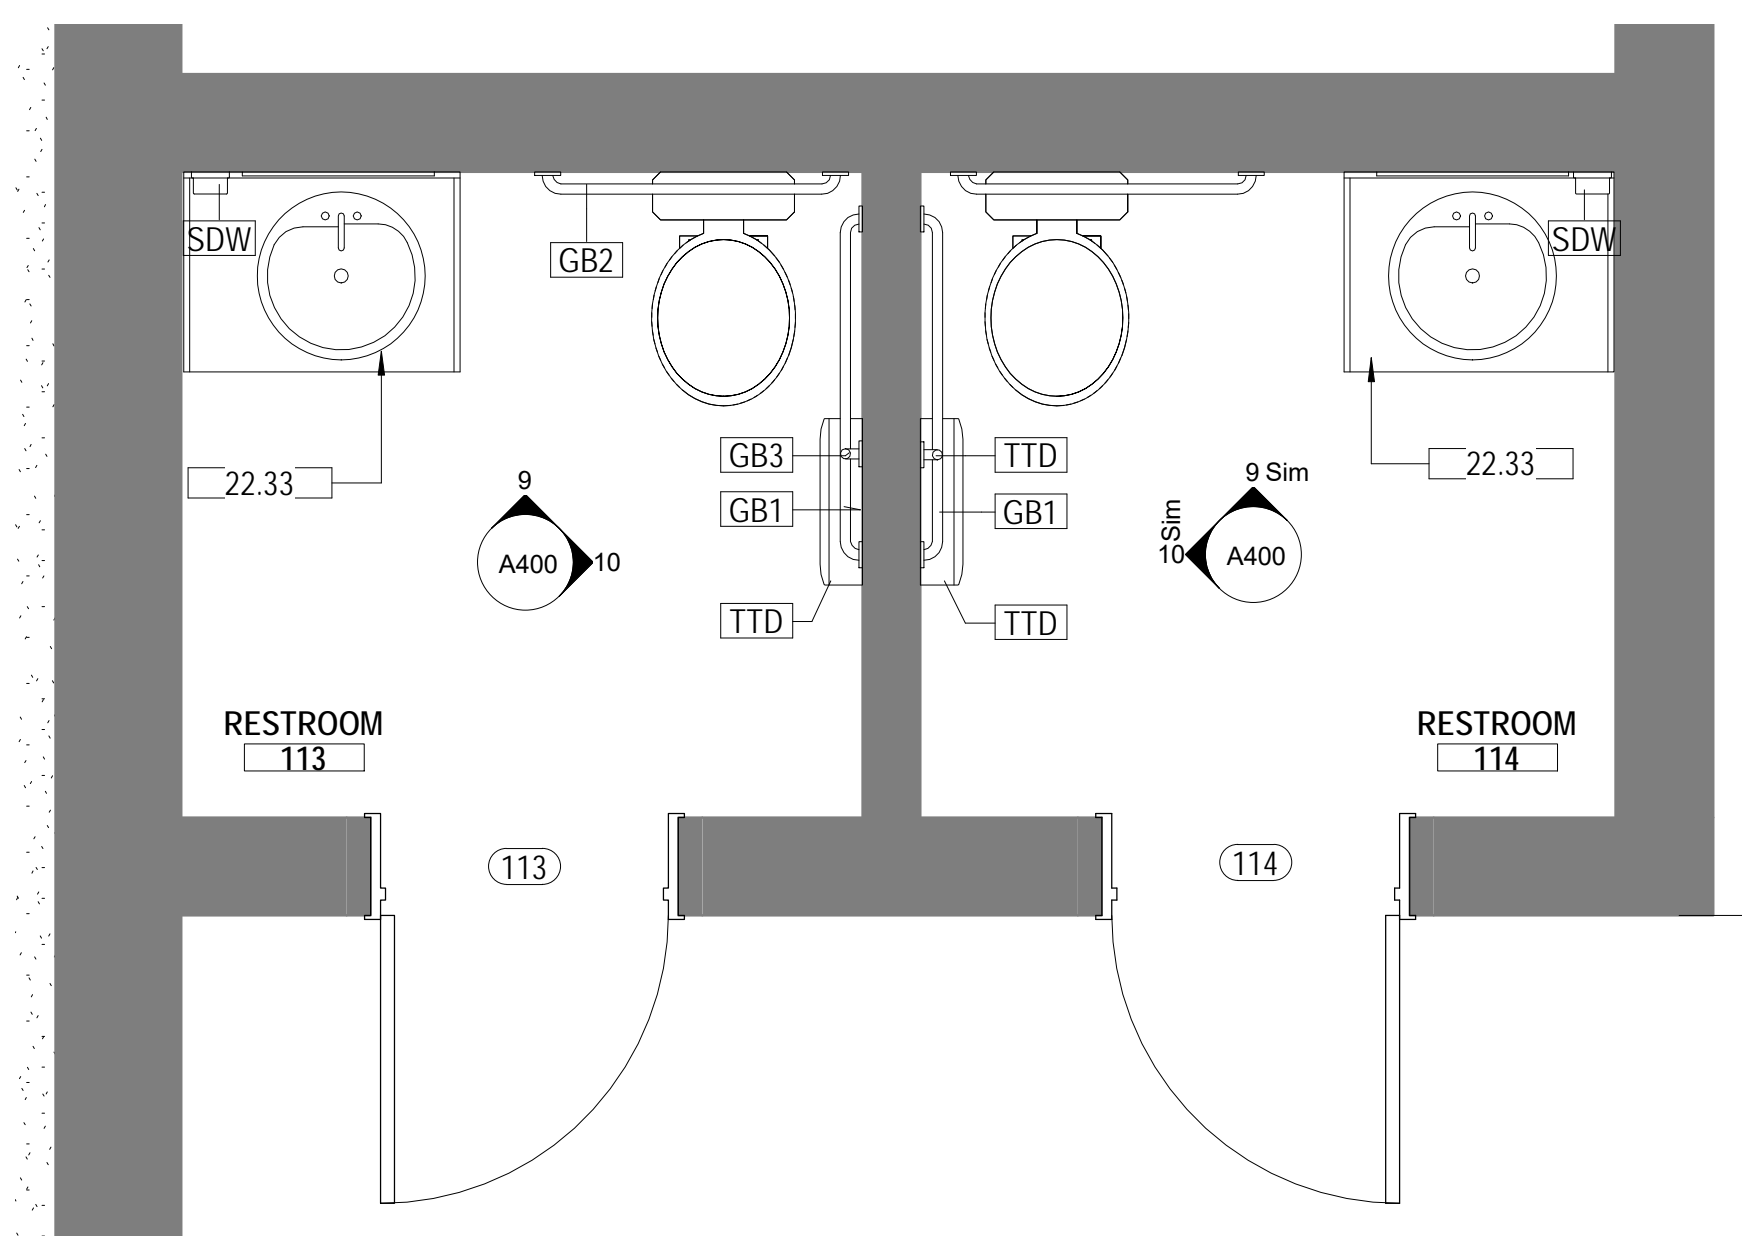 SDW
SDW
GB2
GB3
TTD
22.33
22.33
9
9 Sim
GB1
GB1
A400
10
10
Sim
A400
TTD
TTD
RESTROOM
113
RESTROOM
114
113
114